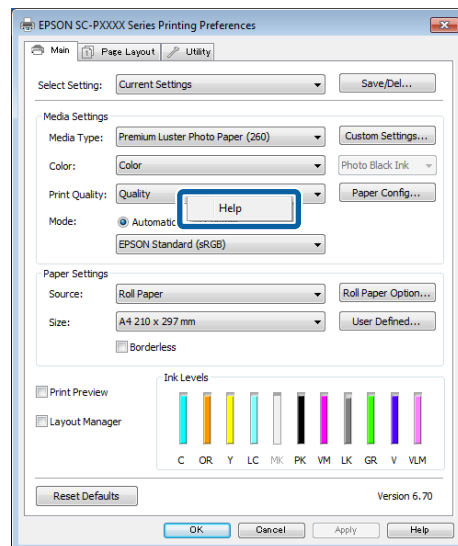 EPSON SC-PXXXX Series Printing Preferences
Main Page Layout Utility
Select Setting: Current Settings Save/Del...
Media Settings
Media Type: Premium Luster Photo Paper (260) Custom Settings...
Color: Color Photo Black Ink
Print Quality: Quality Paper Config...
Help
Mode: Automatic
EPSON Standard (sRGB)
Paper Settings
Source: Roll Paper Roll Paper Option...
Size: A4 210 x 297 mm User Defined...
Borderless
Ink Levels
Print Preview
Layout Manager
C OR Y LC MK PK VM LK GR V VLM
Reset Defaults Version 6.70
OK Cancel Apply Help